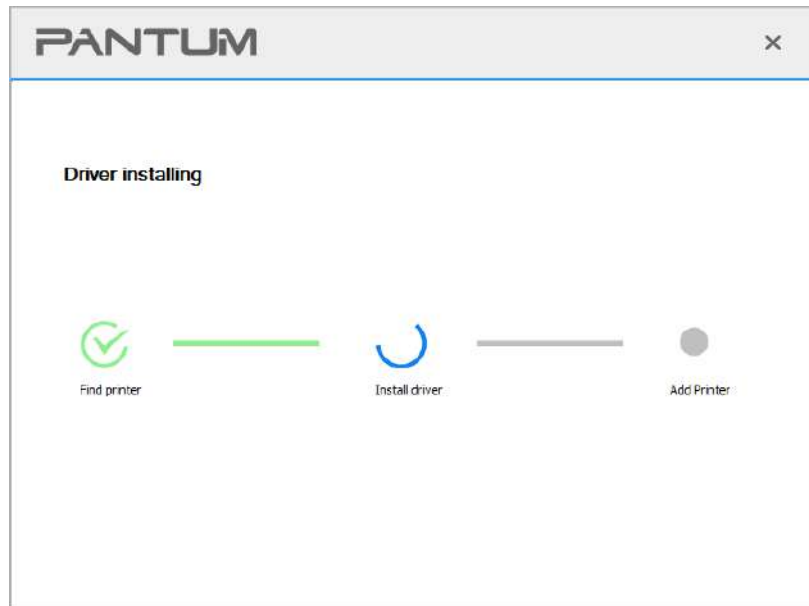 PANTUM
Driver installing
Find printer
Install driver
Add Printer